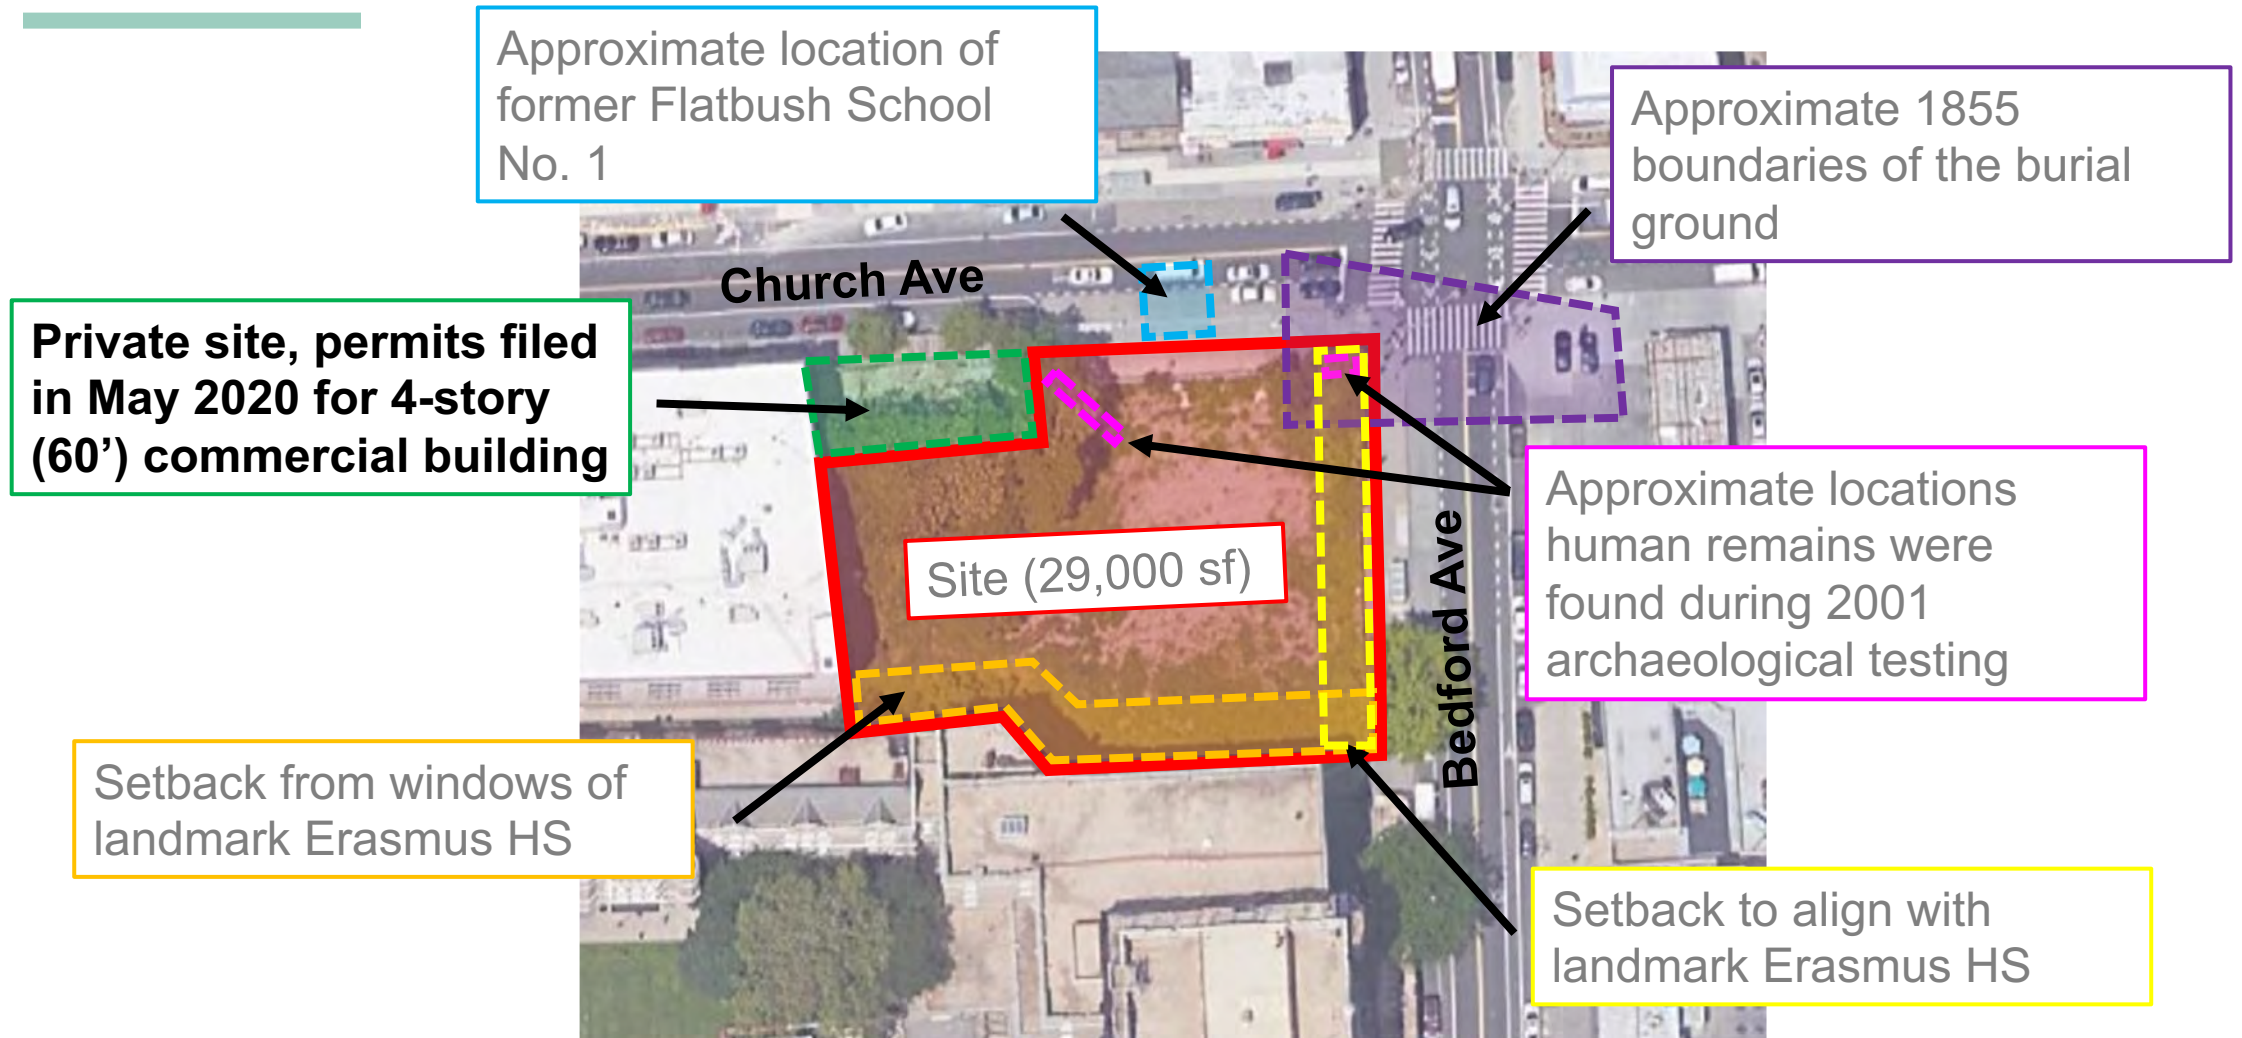 Approximate location of
former Flatbush School
No. 1
Approximate 1855
boundaries of the burial
ground
Church Ave
Private site, permits filed
in May 2020 for 4-story
(60’) commercial building
Site (29,000 sf)
Bedford Ave
Approximate locations
human remains were
found during 2001
archaeological testing
Setback from windows of
landmark Erasmus HS
Setback to align with
landmark Erasmus HS